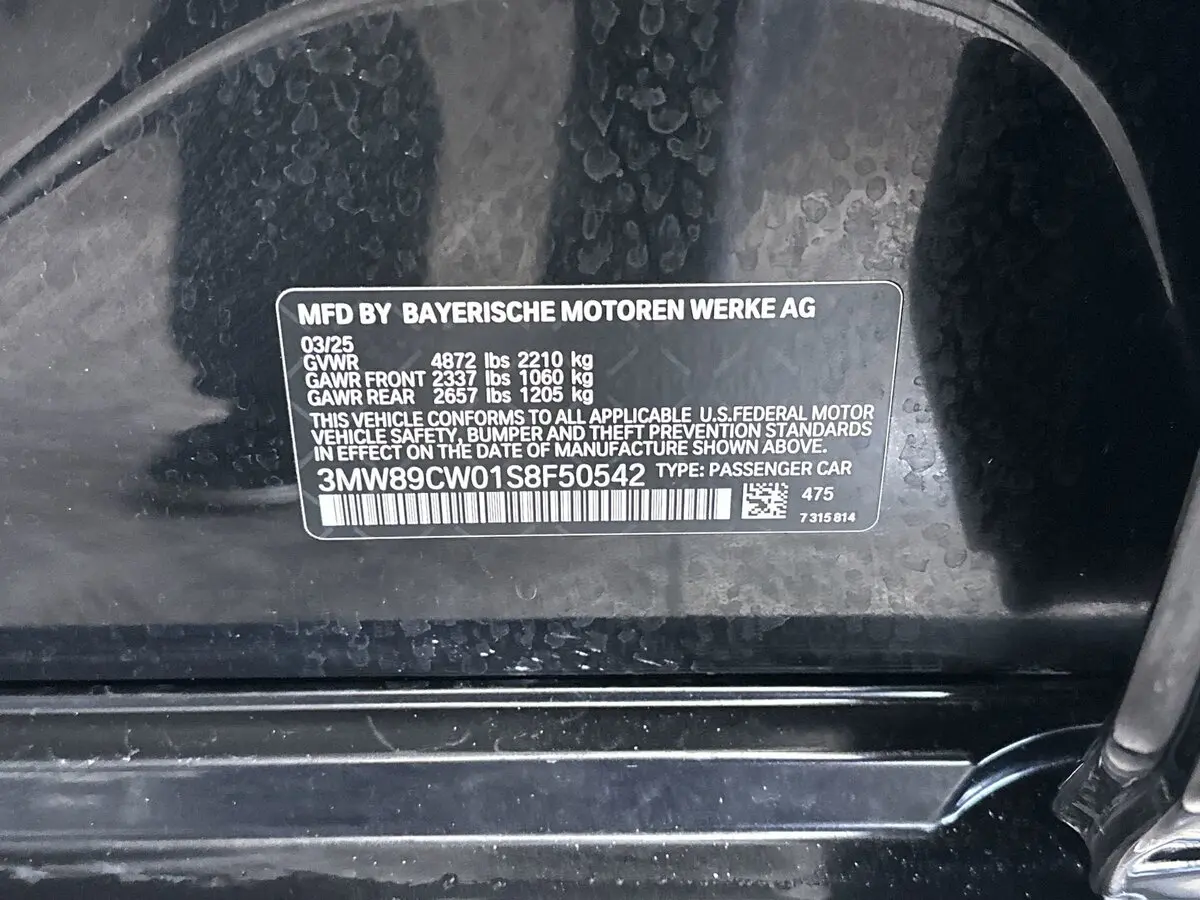 MFD BY BAYERISCHE MOTOREN WERKE AG
03/25
GVWR 4872 lbs 2210 kg
GAWR FRONT 2337 lbs 1060 kg
GAWR REAR 2657 lbs 1205 kg
THIS VEHICLE CONFORMS TO ALL APPLICABLE U.S.FEDERAL MOTOR
VEHICLE SAFETY, BUMPER AND THEFT PREVENTION STANDARDS
IN EFFECT ON THE DATE OF MANUFACTURE SHOWN ABOVE.
3MW89CW01S8F50542 TYPE: PASSENGER CAR
475
7 315 814